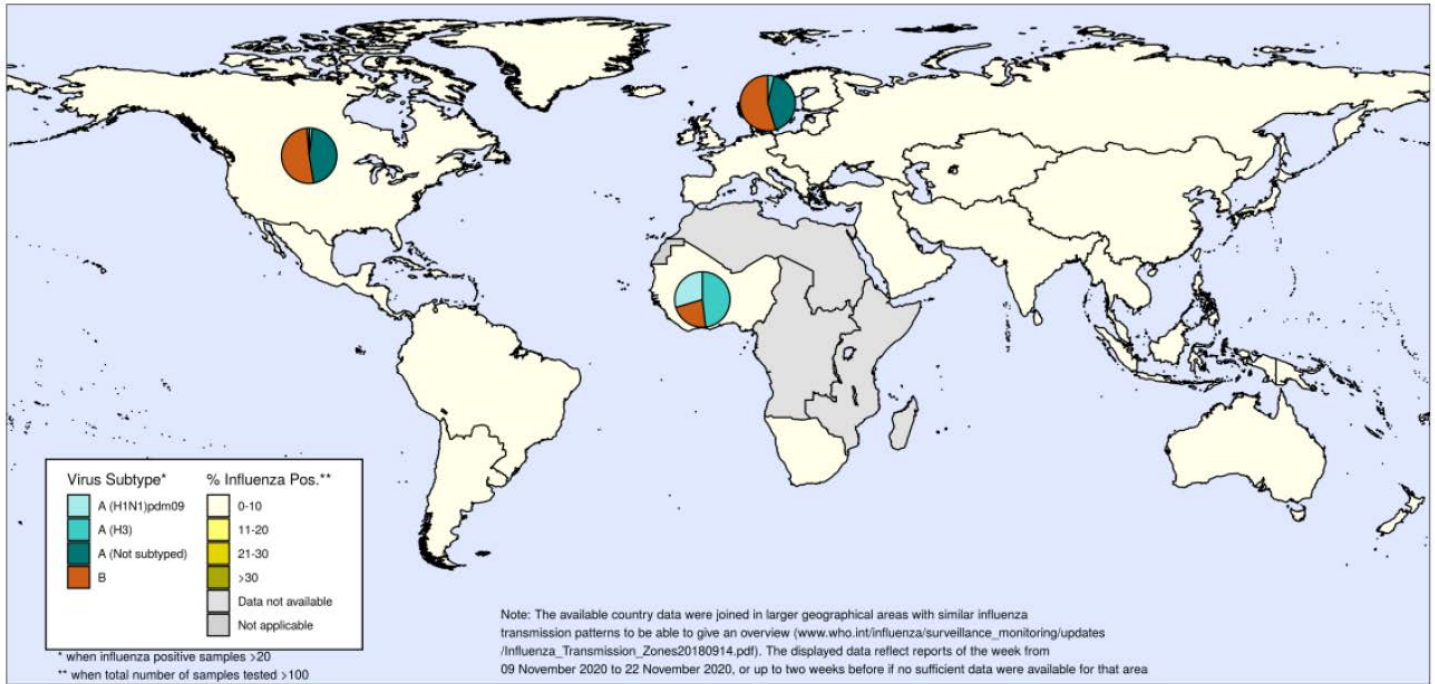 Virus Subtype*
A (H1N1)pdm09
A (H3)
A (Not subtyped)
B
% Influenza Pos.**
0-10
11-20
21-30
>30
Data not available
Not applicable
* when influenza positive samples >20
** when total number of samples tested >100
Note: The available country data were joined in larger geographical areas with similar influenza
transmission patterns to be able to give an overview (www.who.int/influenza/surveillance_monitoring/updates
/Influenza_Transmission_Zones20180914.pdf). The displayed data reflect reports of the week from
09 November 2020 to 22 November 2020, or up to two weeks before if no sufficient data were available for that area